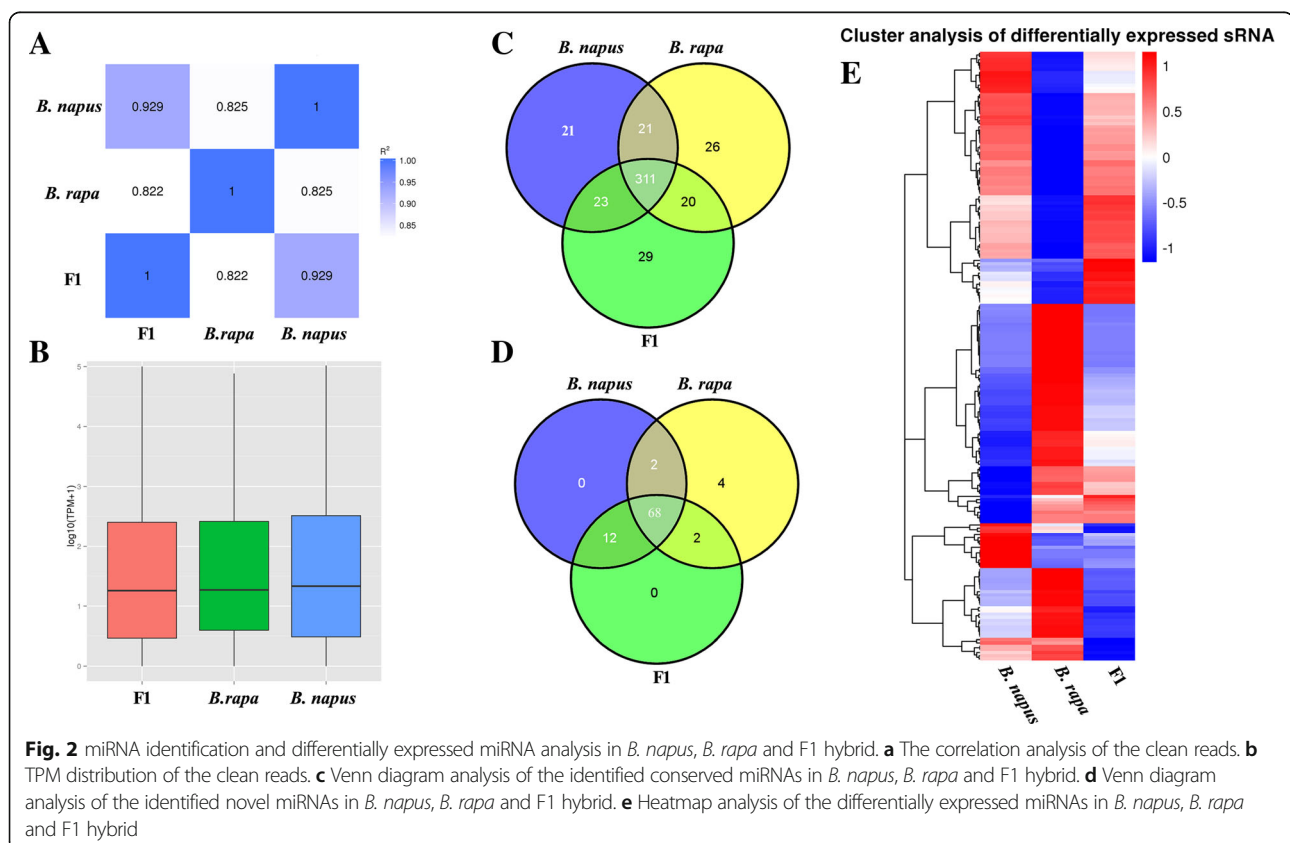 A
B. napus
0.929
0.825
1
B. rapa
0.822
1
0.825
F1
1
0.822
0.929
F1
B.rapa
B. napus
R²
1.00
0.95
0.90
0.85
B
log10(TPM+1)
5
4
3
2
1
0
F1
B.rapa
B. napus
C
B. napus
B. rapa
21
21
26
311
23
20
29
F1
D
B. napus
B. rapa
0
2
4
68
12
2
0
F1
E
Cluster analysis of differentially expressed sRNA
1
0.5
0
-0.5
-1
B. napus
B. rapa
F1
Fig. 2 miRNA identification and differentially expressed miRNA analysis in B. napus, B. rapa and F1 hybrid. a The correlation analysis of the clean reads. b
TPM distribution of the clean reads. c Venn diagram analysis of the identified conserved miRNAs in B. napus, B. rapa and F1 hybrid. d Venn diagram
analysis of the identified novel miRNAs in B. napus, B. rapa and F1 hybrid. e Heatmap analysis of the differentially expressed miRNAs in B. napus, B. rapa
and F1 hybrid